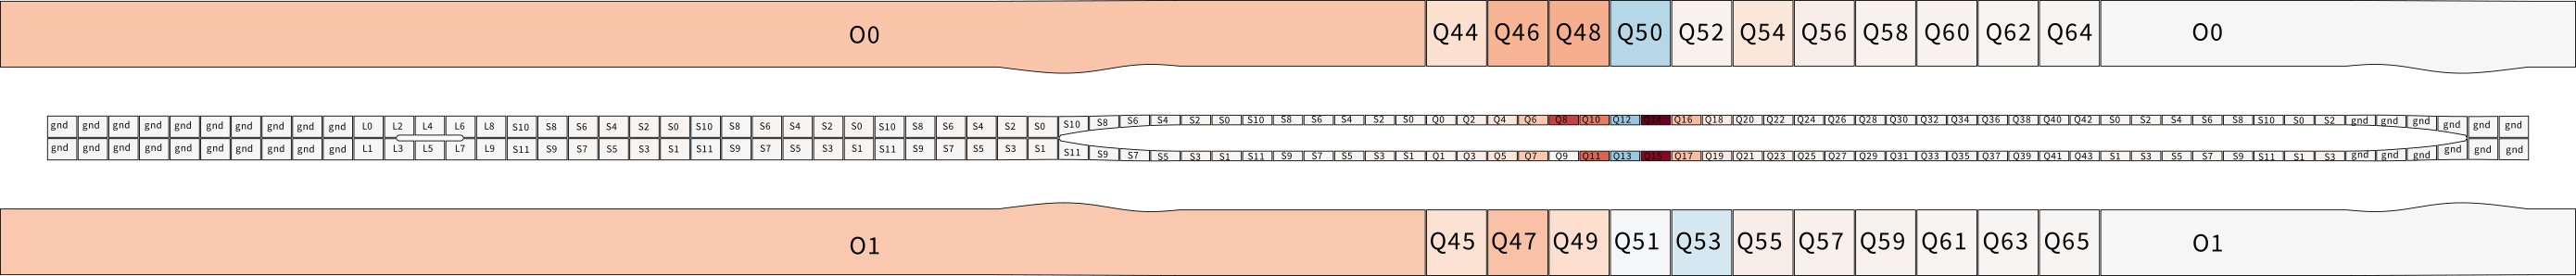 O0 Q44 Q46 Q48 Q50 Q52 Q54 Q56 Q58 Q60 Q62 Q64 O0
gnd gnd gnd gnd gnd gnd gnd gnd gnd gnd L0 L2 L4 L6 L8 S10 S8 S6 S4 S2 S0 S10 S8 S6 S4 S2 S0 S10 S8 S6 S4 S2 S0 S10 S8 S6 S4 S2 S0 S10 S8 S6 S4 S2 S0 Q0 Q2 Q4 Q6 Q8 Q10 Q12 Q14 Q16 Q18 Q20 Q22 Q24 Q26 Q28 Q30 Q32 Q34 Q36 Q38 Q40 Q42 S0 S2 S4 S6 S8 S10 S0 S2 gnd gnd gnd gnd gnd gnd
gnd gnd gnd gnd gnd gnd gnd gnd gnd gnd L1 L3 L5 L7 L9 S11 S9 S7 S5 S3 S1 S11 S9 S7 S5 S3 S1 S11 S9 S7 S5 S3 S1 S11 S9 S7 S5 S3 S1 S11 S9 S7 S5 S3 S1 Q1 Q3 Q5 Q7 Q9 Q11 Q13 Q15 Q17 Q19 Q21 Q23 Q25 Q27 Q29 Q31 Q33 Q35 Q37 Q39 Q41 Q43 S1 S3 S5 S7 S9 S11 S1 S3 gnd gnd gnd gnd gnd gnd
O1 Q45 Q47 Q49 Q51 Q53 Q55 Q57 Q59 Q61 Q63 Q65 O1